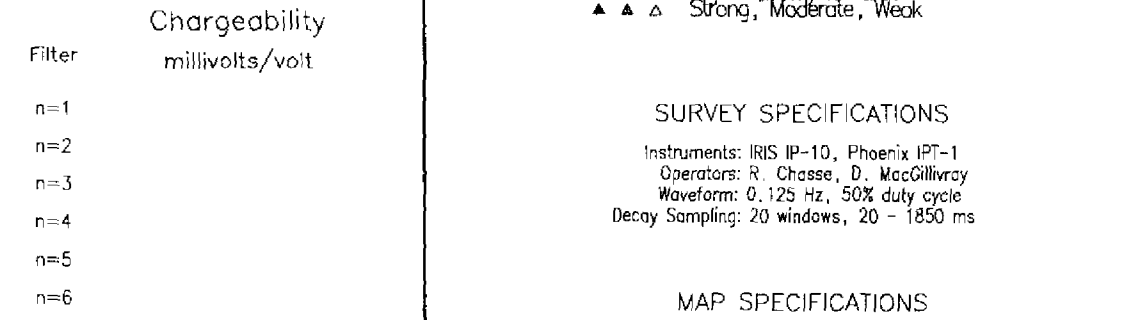 Chargeability
millivolts/volt
Filter
n=1
n=2
n=3
n=4
n=5
n=6
Strong, Moderate, Weak
SURVEY SPECIFICATIONS
Instruments: IRIS IP-10, Phoenix IPT-1
Operators: R. Chasse, D. MacGillivray
Waveform: 0.125 Hz, 50% duty cycle
Decay Sampling: 20 windows, 20 - 1850 ms
MAP SPECIFICATIONS